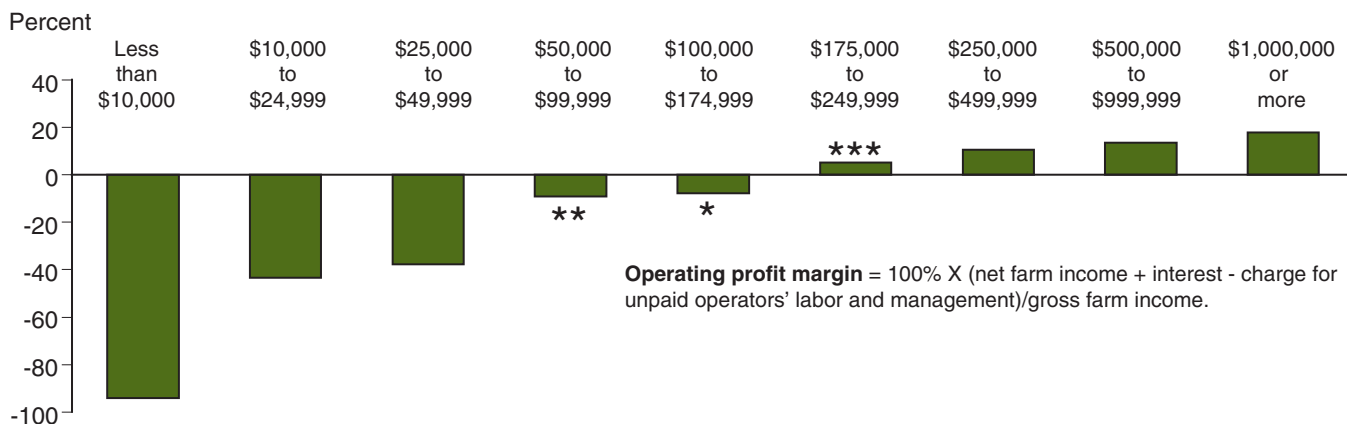 Percent
Less than $10,000
$10,000 to $24,999
$25,000 to $49,999
$50,000 to $99,999
$100,000 to $174,999
$175,000 to $249,999
$250,000 to $499,999
$500,000 to $999,999
$1,000,000 or more
40
20
0
-20
-40
-60
-80
-100
***
**
*
Operating profit margin = 100% X (net farm income + interest - charge for
unpaid operators' labor and management)/gross farm income.